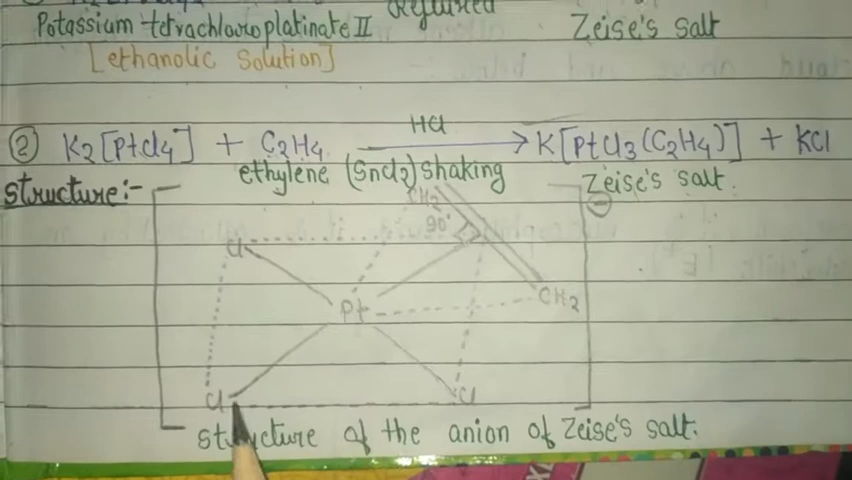 Potassium tetrachloroplatinate II Refluxed Zeise's salt
[ethanolic solution]
② K2[PtCl4] + C2H4 HCl K[PtCl3(C2H4)] + KCl
ethylene (SnCl2) shaking Zeise's salt.
structure:-
CH2
90°
Cl
Pt
CH2
Cl Cl
structure of the anion of Zeise's salt.